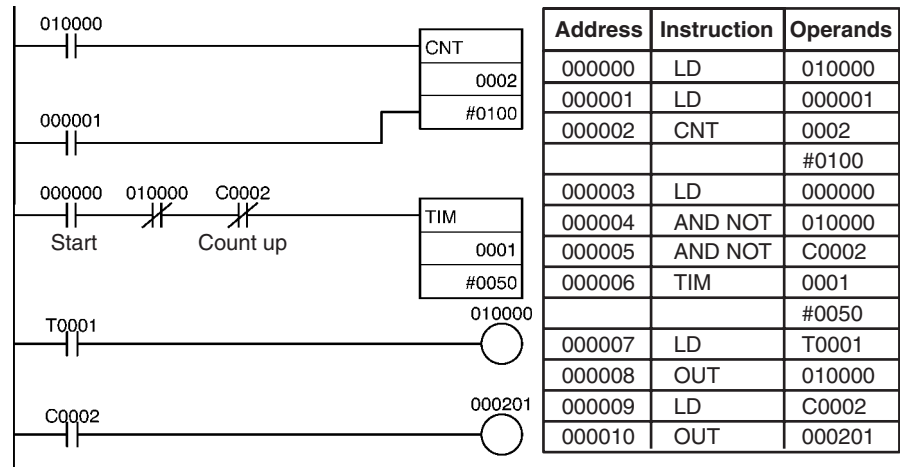 010000
CNT
0002
#0100
000001
000000 010000 C0002
Start Count up
TIM
0001
#0050
T0001
010000
C0002
000201
Address Instruction Operands
000000 LD 010000
000001 LD 000001
000002 CNT 0002
#0100
000003 LD 000000
000004 AND NOT 010000
000005 AND NOT C0002
000006 TIM 0001
#0050
000007 LD T0001
000008 OUT 010000
000009 LD C0002
000010 OUT 000201